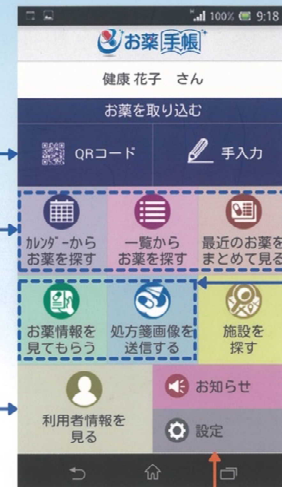 100% 9:18
お薬手帳
健康 花子 さん
お薬を取り込む
QRコード
手入力
カレンダーから
お薬を探す
一覧から
お薬を探す
最近のお薬を
まとめて見る
お薬情報を
見てもらう
処方箋画像を
送信する
施設を
探す
利用者情報を
見る
お知らせ
設定